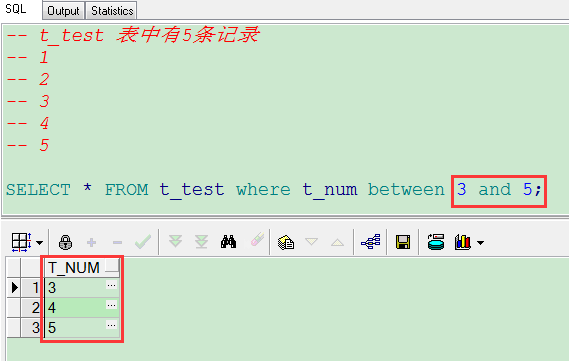 SQL Output Statistics
-- t_test 表中有5条记录
-- 1
-- 2
-- 3
-- 4
-- 5
SELECT * FROM t_test where t_num between 3 and 5;
T_NUM
1 3 ...
2 4 ...
3 5 ...